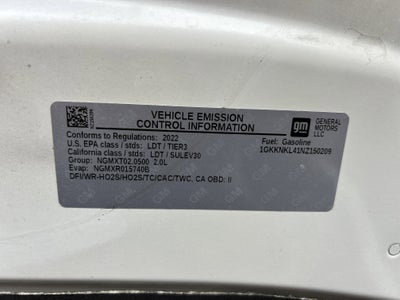 VEHICLE EMISSION
CONTROL INFORMATION
gm GENERAL
MOTORS
LLC
Conforms to Regulations: 2022
U.S. EPA class / stds: LDT / TIER3
California class / stds: LDT / SULEV30
Group: NGMXT02.0500 2.0L
Evap: NGMXR015740B
DFI/WR-HO2S/HO2S/TC/CAC/TWC, CA OBD: II
Fuel: Gasoline
1GKKNKL41NZ150209